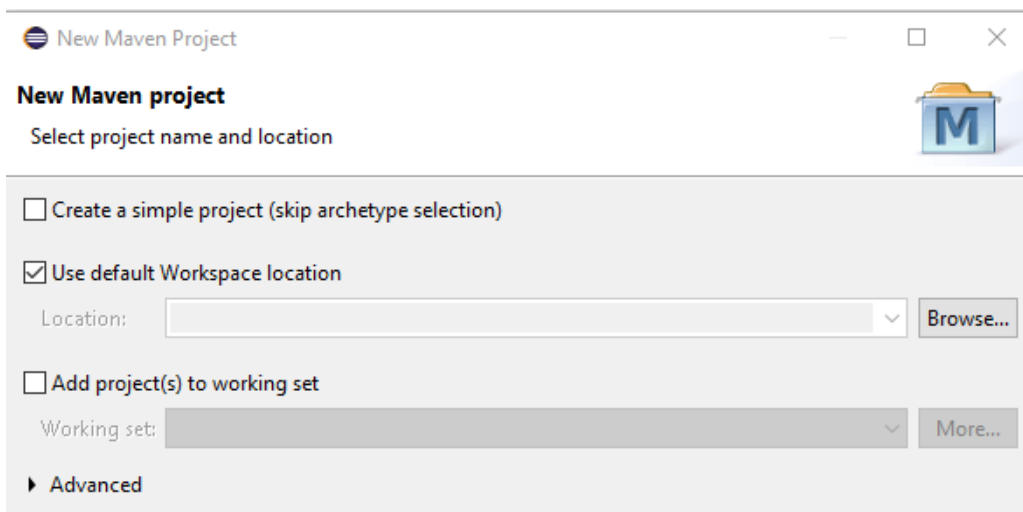 New Maven Project
New Maven project
Select project name and location
M
Create a simple project (skip archetype selection)
Use default Workspace location
Location:
Browse...
Add project(s) to working set
Working set:
More...
Advanced